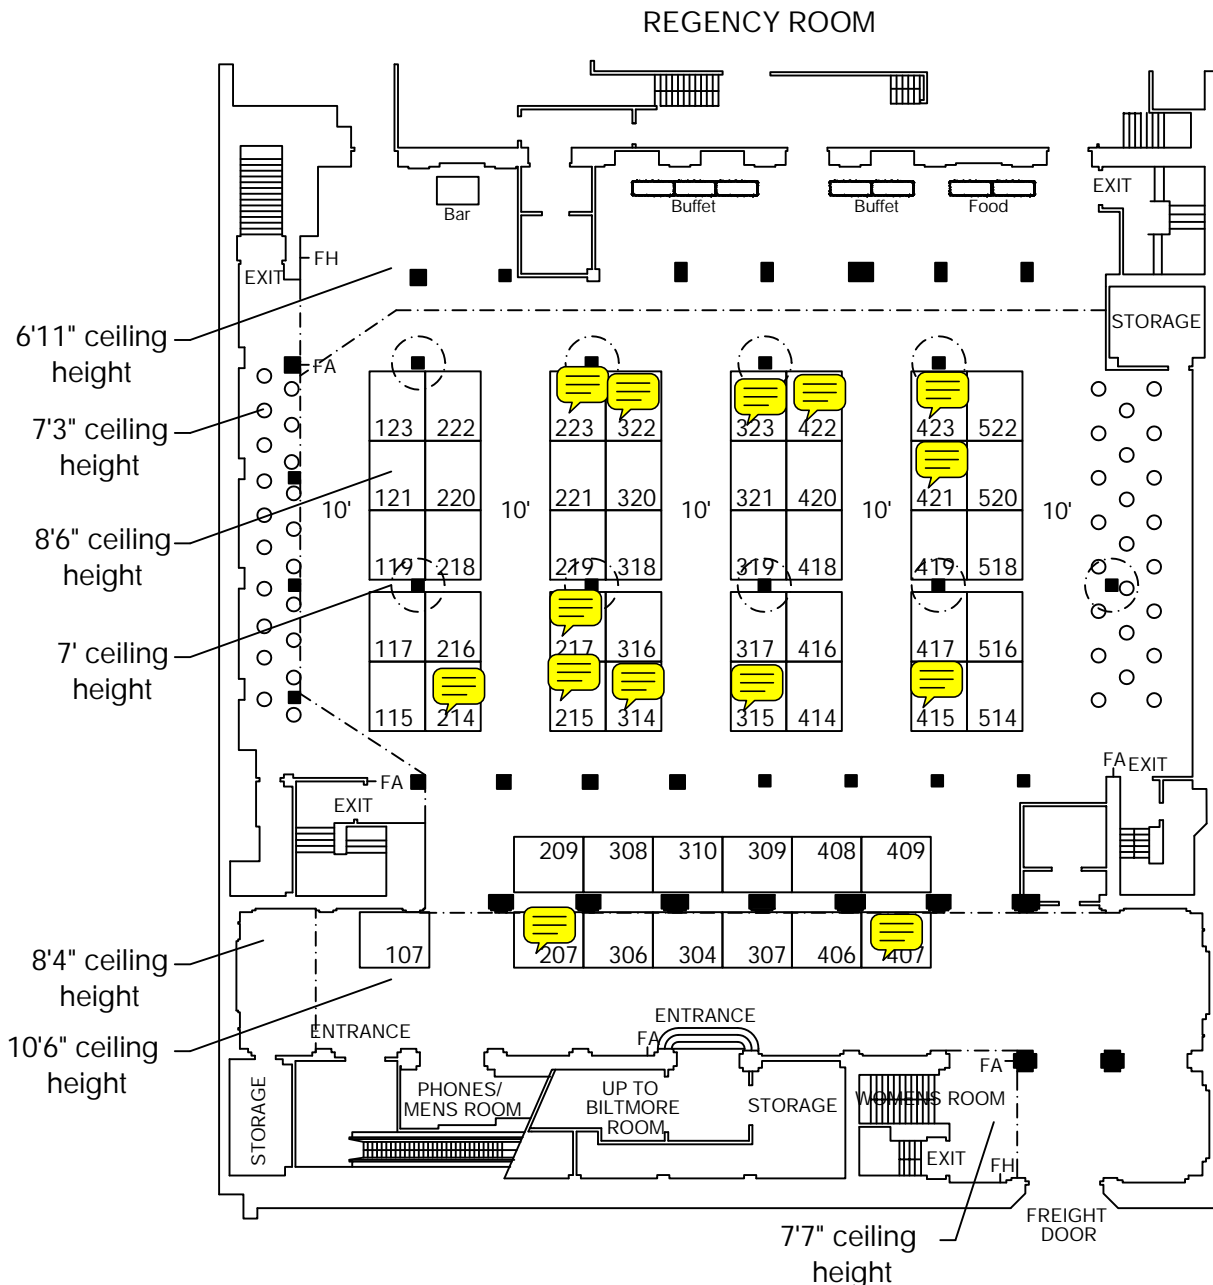 REGENCY ROOM
EXIT
Bar
Buffet
Buffet
Food
FH
EXIT
STORAGE
6'11" ceiling
height
FA
7'3" ceiling
height
123 222
223 322
323 422
423 522
8'6" ceiling
height
121 220
221 320
321 420
421 520
10'
10'
10'
10'
10'
119 218
219 318
319 418
419 518
7' ceiling
height
117 216
217 316
317 416
417 516
115 214
215 314
315 414
415 514
FA
EXIT
FA
EXIT
209 308 310 309 408 409
107
207 306 304 307 406 407
8'4" ceiling
height
10'6" ceiling
height
ENTRANCE
ENTRANCE
FA
FA
STORAGE
PHONES/
MENS ROOM
UP TO
BILTMORE
ROOM
STORAGE
WOMENS ROOM
EXIT
FH
7'7" ceiling
height
FREIGHT
DOOR